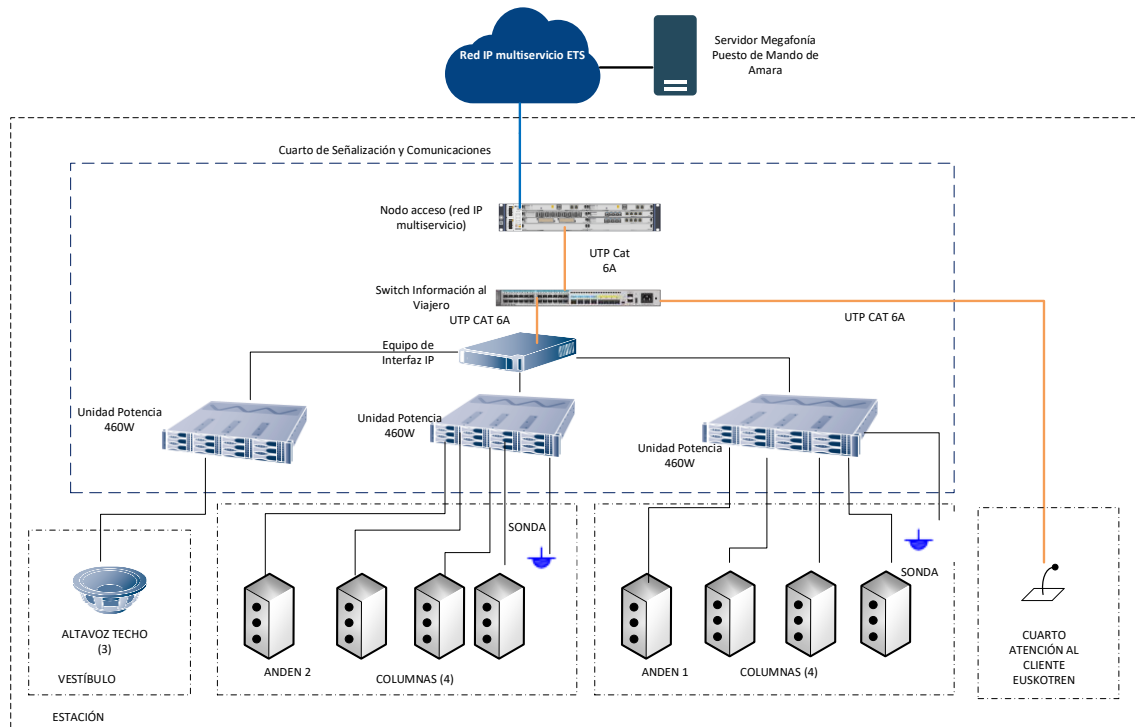 Red IP multiservicio ETS
Servidor Megafonía
Puesto de Mando de
Amara
Cuarto de Señalización y Comunicaciones
Nodo acceso (red IP
multiservicio)
UTP Cat
6A
Switch Información al
Viajero
UTP CAT 6A
UTP CAT 6A
Equipo de
Interfaz IP
Unidad Potencia
460W
Unidad Potencia
460W
Unidad Potencia
460W
SONDA
SONDA
ALTAVOZ TECHO
(3)
VESTÍBULO
ANDEN 2
COLUMNAS (4)
ANDEN 1
COLUMNAS (4)
CUARTO
ATENCIÓN AL
CLIENTE
EUSKOTREN
ESTACIÓN